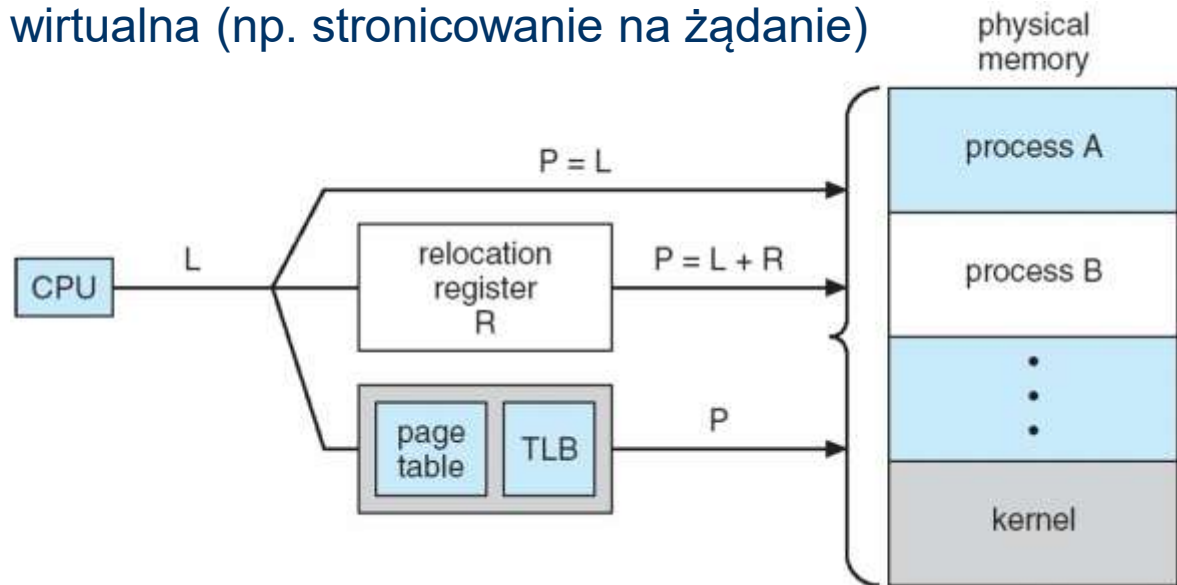 wirtualna (np. stronicowanie na żądanie)
physical
memory
P = L
process A
L
CPU
relocation
register
R
P = L + R
process B
page
table
TLB
P
kernel